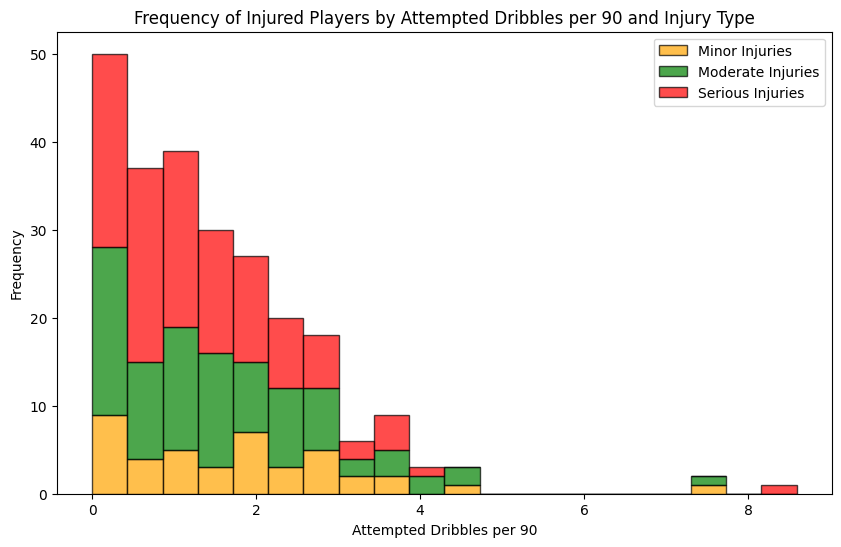 Frequency of Injured Players by Attempted Dribbles per 90 and Injury Type
Minor Injuries
Moderate Injuries
Serious Injuries
Frequency
50
40
30
20
10
0
0 2 4 6 8
Attempted Dribbles per 90